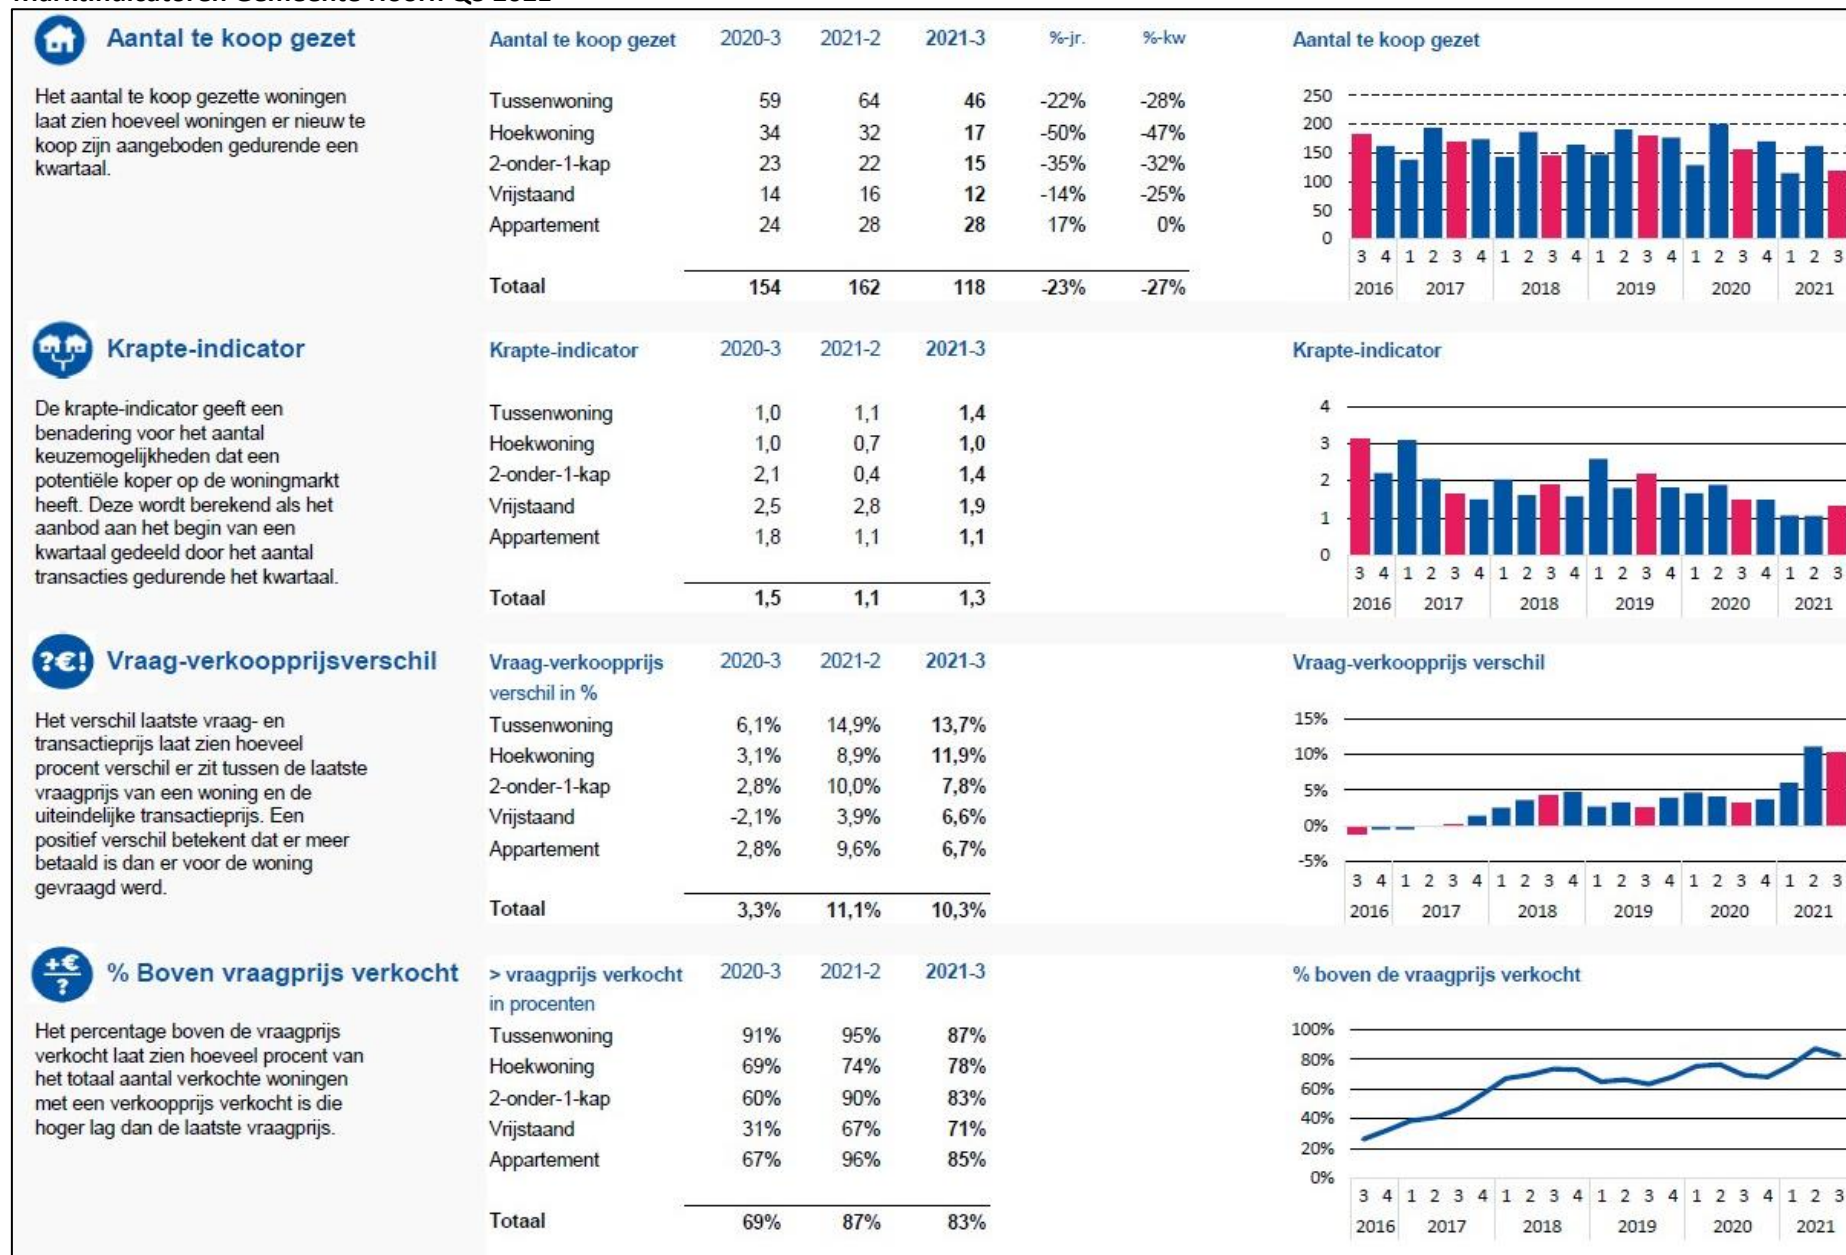 Aantal te koop gezet
Het aantal te koop gezette woningen
laat zien hoeveel woningen er nieuw te
koop zijn aangeboden gedurende een
kwartaal.
Aantal te koop gezet 2020-3 2021-2 2021-3 %-jr. %-kw
Tussenwoning 59 64 46 -22% -28%
Hoekwoning 34 32 17 -50% -47%
2-onder-1-kap 23 22 15 -35% -32%
Vrijstaand 14 16 12 -14% -25%
Appartement 24 28 28 17% 0%
Totaal 154 162 118 -23% -27%
Aantal te koop gezet
250
200
150
100
50
0
3 4 1 2 3 4 1 2 3 4 1 2 3 4 1 2 3 4 1 2 3
2016 2017 2018 2019 2020 2021
Krapte-indicator
De krapte-indicator geeft een
benadering voor het aantal
keuzemogelijkheden dat een
potentiële koper op de woningmarkt
heeft. Deze wordt berekend als het
aanbod aan het begin van een
kwartaal gedeeld door het aantal
transacties gedurende het kwartaal.
Krapte-indicator 2020-3 2021-2 2021-3
Tussenwoning 1,0 1,1 1,4
Hoekwoning 1,0 0,7 1,0
2-onder-1-kap 2,1 0,4 1,4
Vrijstaand 2,5 2,8 1,9
Appartement 1,8 1,1 1,1
Totaal 1,5 1,1 1,3
Krapte-indicator
4
3
2
1
0
3 4 1 2 3 4 1 2 3 4 1 2 3 4 1 2 3 4 1 2 3
2016 2017 2018 2019 2020 2021
?€! Vraag-verkoopprijsverschil
Het verschil laatste vraag- en
transactieprijs laat zien hoeveel
procent verschil er zit tussen de laatste
vraagprijs van een woning en de
uiteindelijke transactieprijs. Een
positief verschil betekent dat er meer
betaald is dan er voor de woning
gevraagd werd.
Vraag-verkoopprijs 2020-3 2021-2 2021-3
verschil in %
Tussenwoning 6,1% 14,9% 13,7%
Hoekwoning 3,1% 8,9% 11,9%
2-onder-1-kap 2,8% 10,0% 7,8%
Vrijstaand -2,1% 3,9% 6,6%
Appartement 2,8% 9,6% 6,7%
Totaal 3,3% 11,1% 10,3%
Vraag-verkoopprijs verschil
15%
10%
5%
0%
-5%
3 4 1 2 3 4 1 2 3 4 1 2 3 4 1 2 3 4 1 2 3
2016 2017 2018 2019 2020 2021
+€
?
% Boven vraagprijs verkocht
Het percentage boven de vraagprijs
verkocht laat zien hoeveel procent van
het totaal aantal verkochte woningen
met een verkoopprijs verkocht is die
hoger lag dan de laatste vraagprijs.
> vraagprijs verkocht 2020-3 2021-2 2021-3
in procenten
Tussenwoning 91% 95% 87%
Hoekwoning 69% 74% 78%
2-onder-1-kap 60% 90% 83%
Vrijstaand 31% 67% 71%
Appartement 67% 96% 85%
Totaal 69% 87% 83%
% boven de vraagprijs verkocht
100%
80%
60%
40%
20%
0%
3 4 1 2 3 4 1 2 3 4 1 2 3 4 1 2 3 4 1 2 3
2016 2017 2018 2019 2020 2021